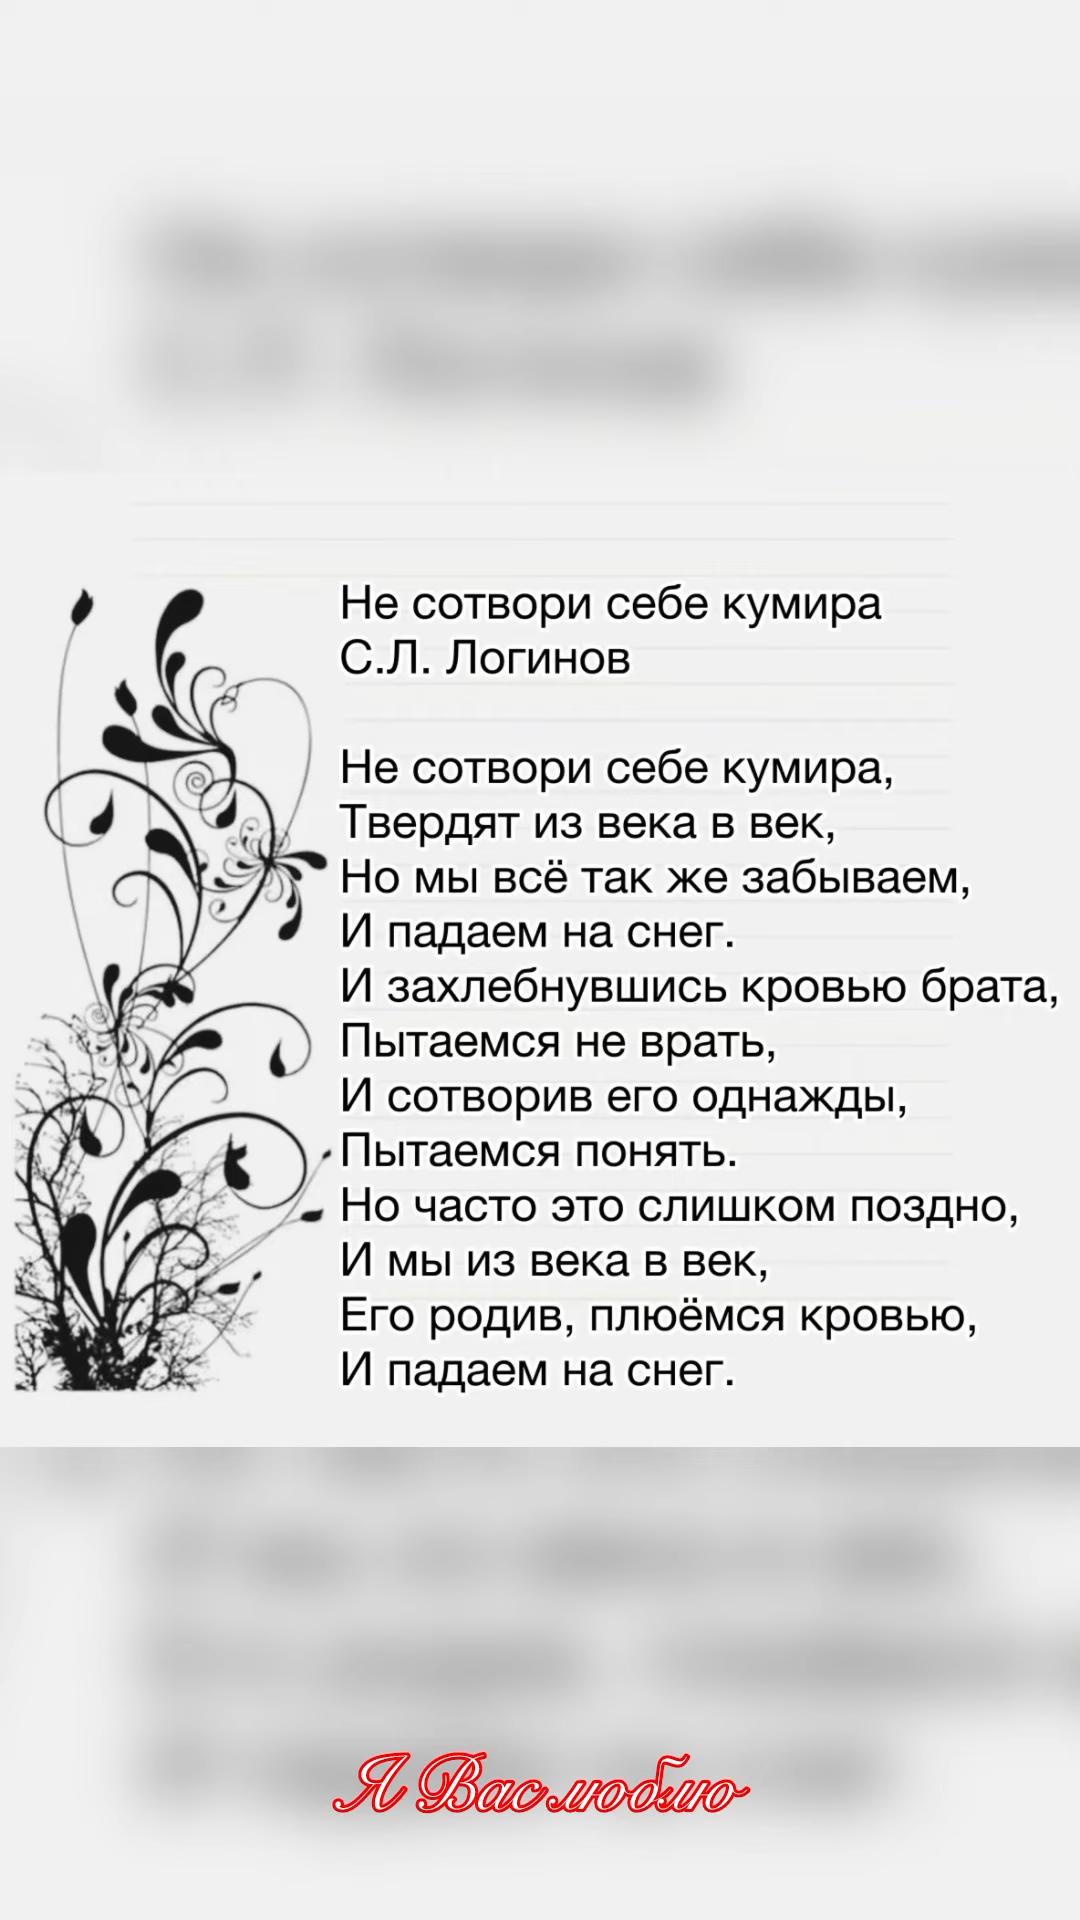 Не сотвори себе кумира
С.Л. Логинов
Не сотвори себе кумира,
Твердят из века в век,
Но мы всё так же забываем,
И падаем на снег.
И захлебнувшись кровью брата,
Пытаемся не врать,
И сотворив его однажды,
Пытаемся понять.
Но часто это слишком поздно,
И мы из века в век,
Его родив, плюёмся кровью,
И падаем на снег.
Я Вас люблю